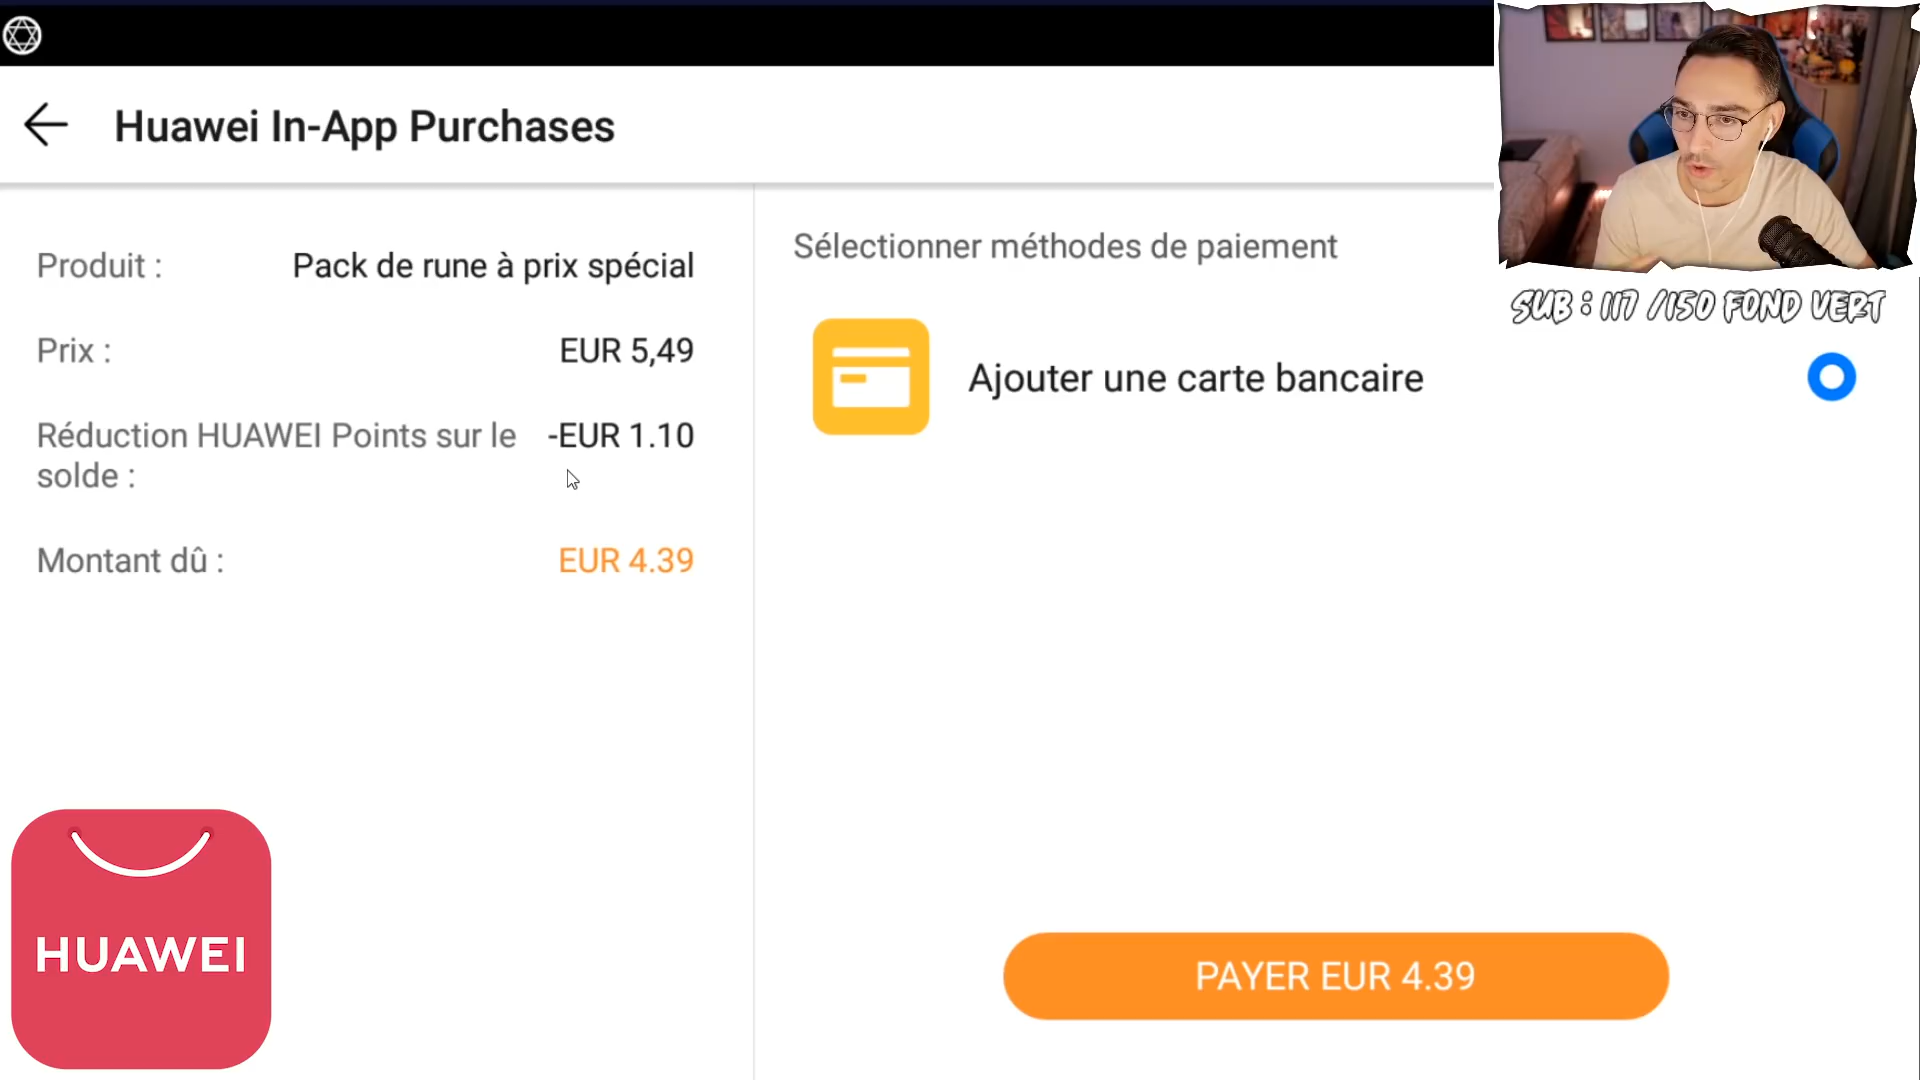 Huawei In-App Purchases
Produit : Pack de rune à prix spécial
Prix : EUR 5,49
Réduction HUAWEI Points sur le -EUR 1.10
solde :
Montant dû : EUR 4.39
Sélectionner méthodes de paiement
Ajouter une carte bancaire
PAYER EUR 4.39
SUB : 117 /150 FOND VERT
HUAWEI